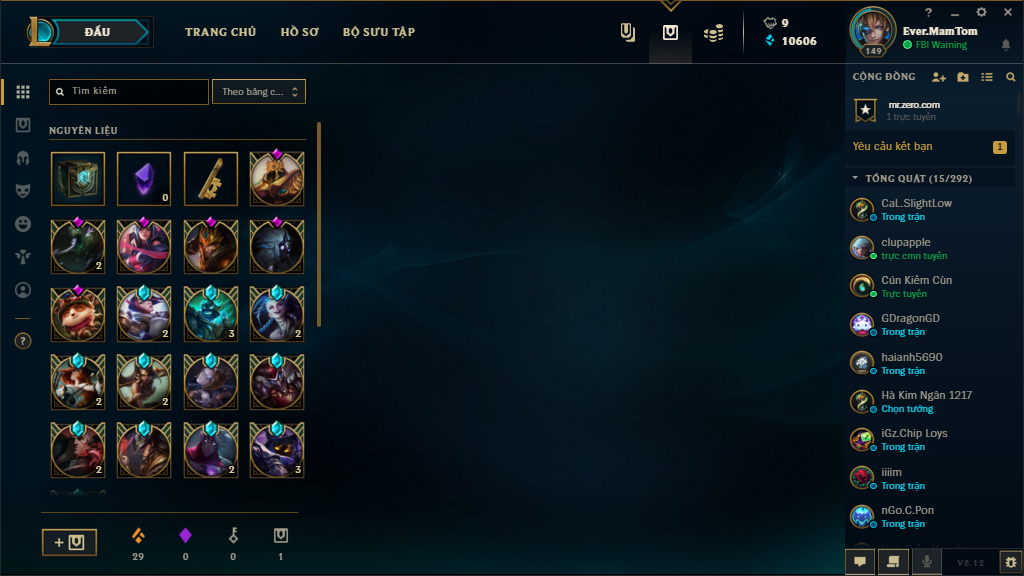 ĐẤU
TRANG CHỦ
HỒ SƠ
BỘ SƯU TẬP
9
10606
149
Ever.MamTom
FBI Warning
Tìm kiếm
Theo bảng c...
NGUYÊN LIỆU
0
2
2
3
2
2
2
2
2
3
29
0
0
1
CỘNG ĐỒNG
mr.zero.com
1 trực tuyến
Yêu cầu kết bạn
1
TỔNG QUÁT (15/292)
CaL.SlightLow
Trong trận
clupapple
trực cmn tuyến
Cún Kiếm Cùn
Trực tuyến
GDragonGD
Trong trận
haianh5690
Trong trận
Hà Kim Ngân 1217
Chọn tướng
iGz.Chip Loys
Trong trận
iiiim
Trong trận
nGo.C.Pon
Trong trận
V8.12